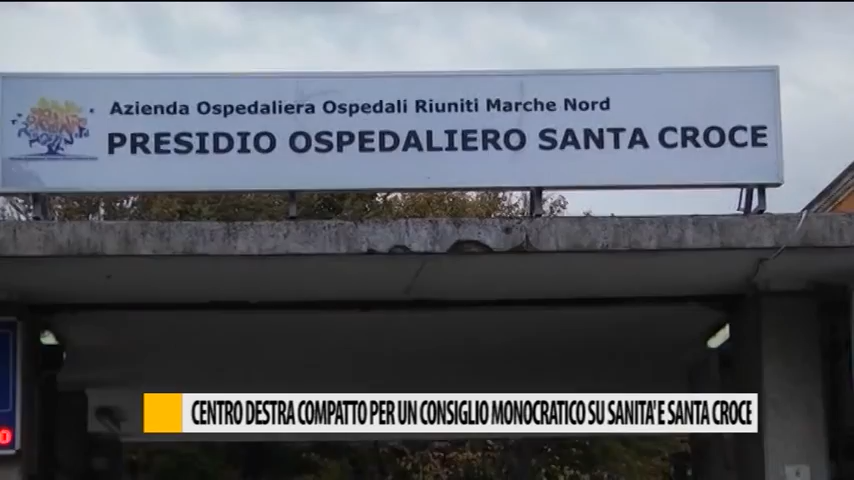 Azienda Ospedaliera Ospedali Riuniti Marche Nord
PRESIDIO OSPEDALIERO SANTA CROCE
CENTRO DESTRA COMPATTO PER UN CONSIGLIO MONOCRATICO SU SANITA' E SANTA CROCE